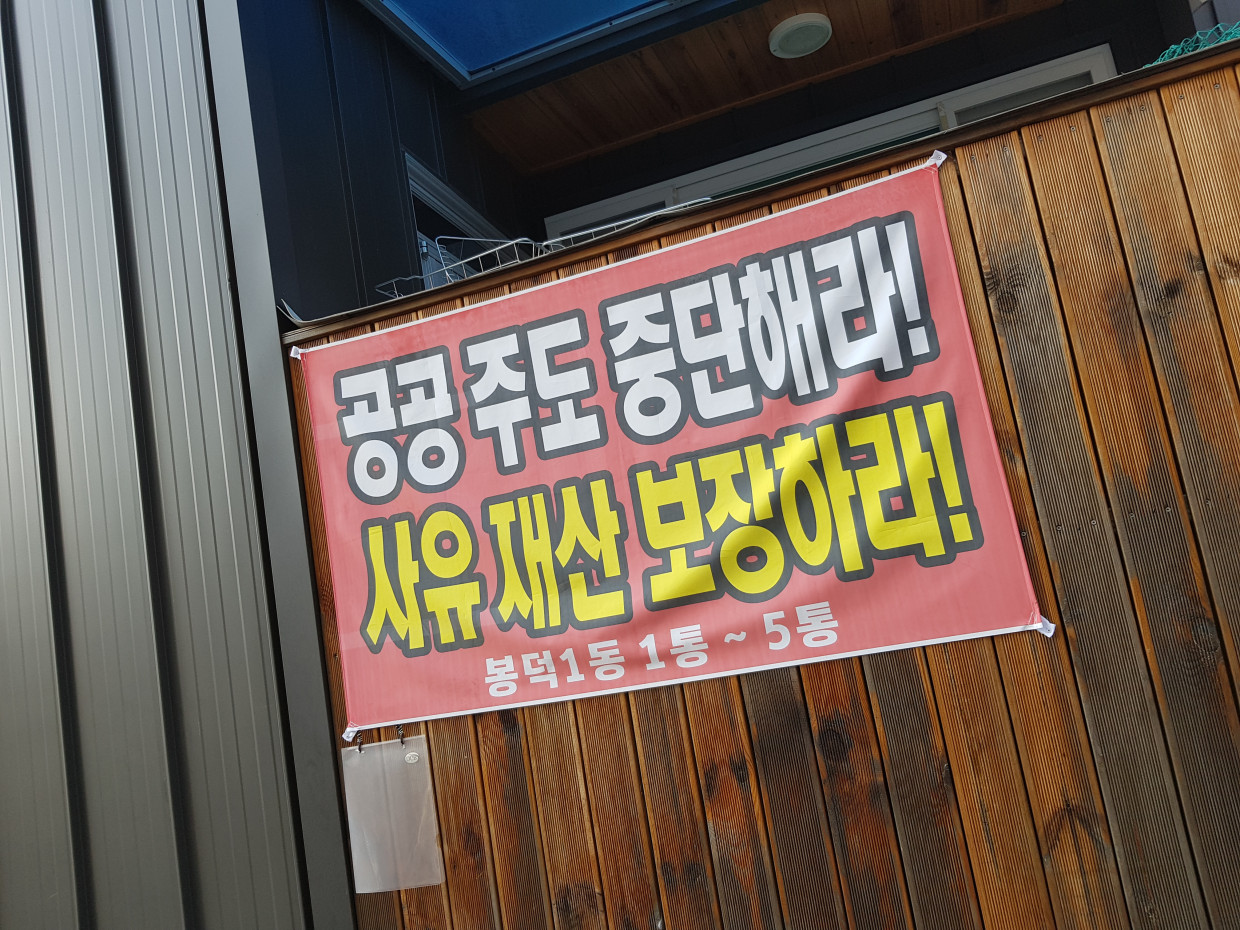 공공 주도 중단해라!
사유 재산 보장하라!
봉덕1동 1통 ~ 5통